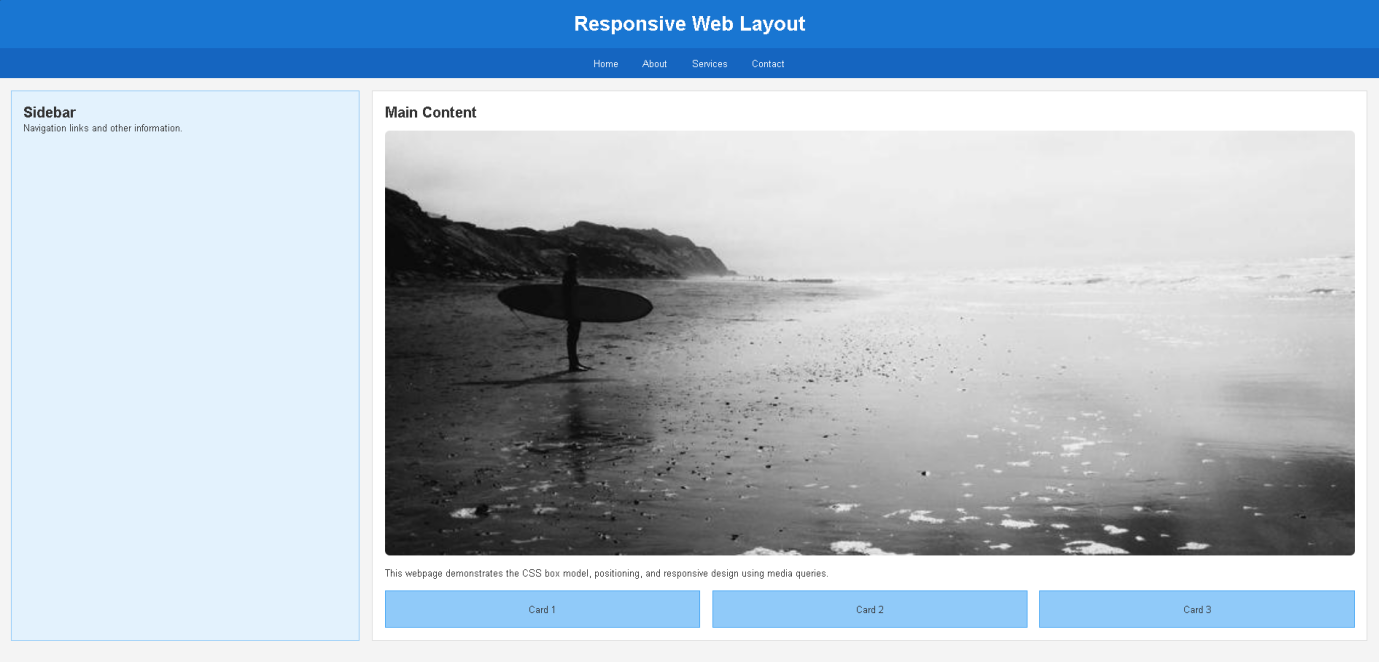 Responsive Web Layout
Home About Services Contact
Sidebar
Navigation links and other information.
Main Content
This webpage demonstrates the CSS box model, positioning, and responsive design using media queries.
Card 1 Card 2 Card 3